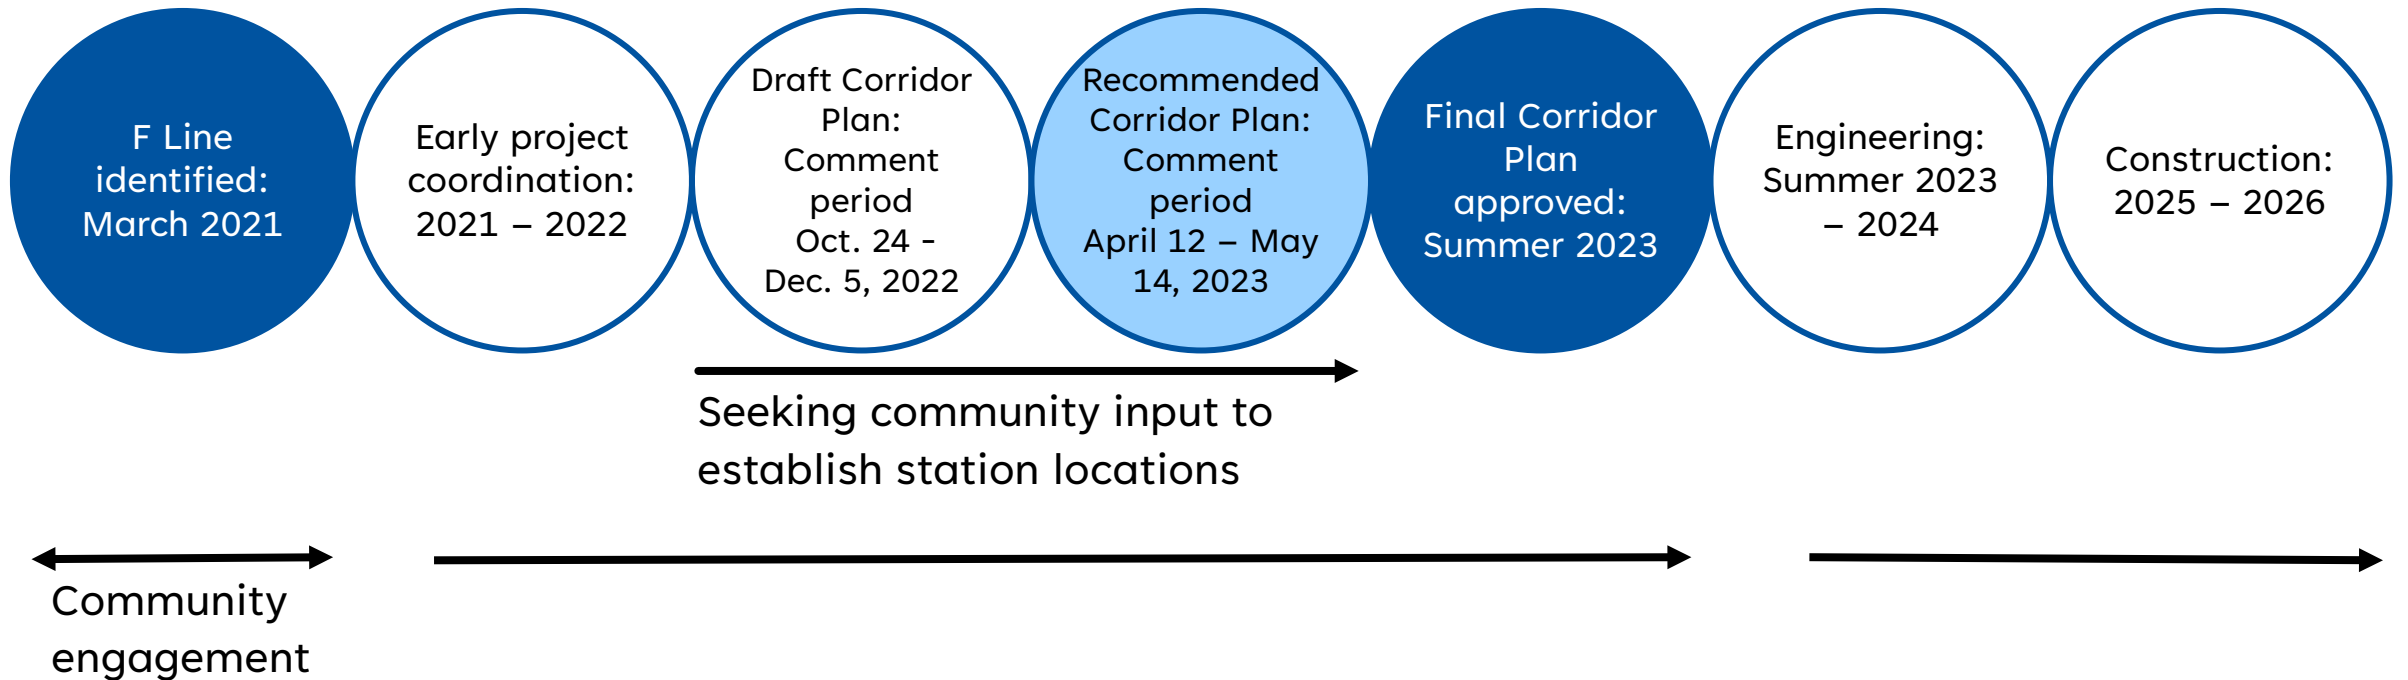 F Line
identified:
March 2021
Early project
coordination:
2021 – 2022
Draft Corridor
Plan:
Comment
period
Oct. 24 -
Dec. 5, 2022
Recommended
Corridor Plan:
Comment
period
April 12 – May
14, 2023
Final Corridor
Plan
approved:
Summer 2023
Engineering:
Summer 2023
– 2024
Construction:
2025 – 2026
Seeking community input to
establish station locations
Community
engagement